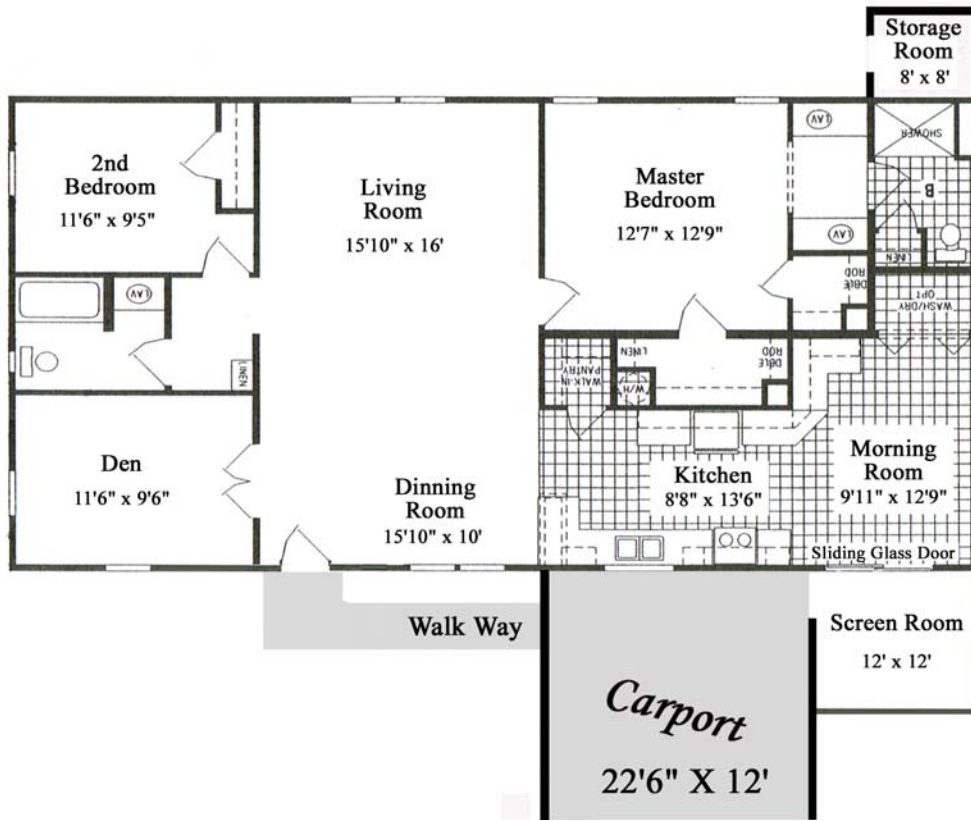 Storage
Room
8' x 8'
2nd
Bedroom
11'6" x 9'5"
Living
Room
15'10" x 16'
Master
Bedroom
12'7" x 12'9"
LAV
LAV
SHOWER
B
LINEN
DBLE
ROD
WASH/DRY
OPT
LAV
LINEN
WALK-IN
PANTRY
LINEN
W/H
DBLE
ROD
Den
11'6" x 9'6"
Dinning
Room
15'10" x 10'
Kitchen
8'8" x 13'6"
Morning
Room
9'11" x 12'9"
Sliding Glass Door
Walk Way
Screen Room
12' x 12'
Carport
22'6" X 12'